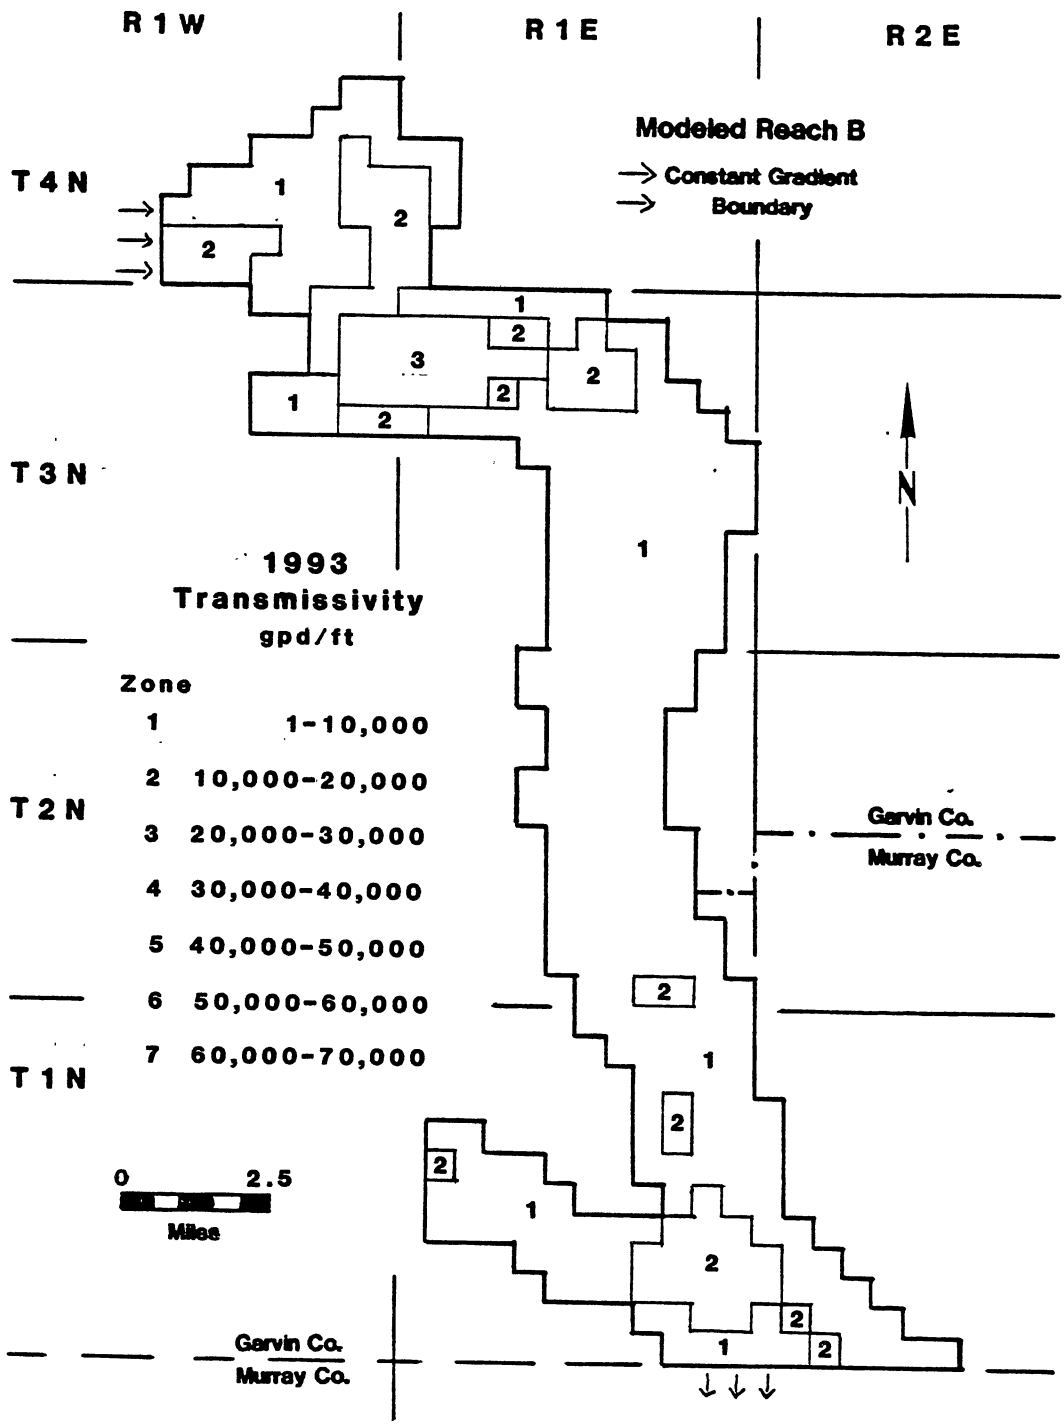 R 1 W
R 1 E
R 2 E
Modeled Reach B
Constant Gradient
Boundary
T 4 N
1
2
2
1
2
3
2
2
1
2
T 3 N
N
1
1993
Transmissivity
gpd/ft
Zone
1 1-10,000
2 10,000-20,000
3 20,000-30,000
4 30,000-40,000
5 40,000-50,000
6 50,000-60,000
7 60,000-70,000
T 2 N
Garvin Co.
Murray Co.
2
T 1 N
1
2
2
0 2.5
Miles
1
2
2
1
2
Garvin Co.
Murray Co.